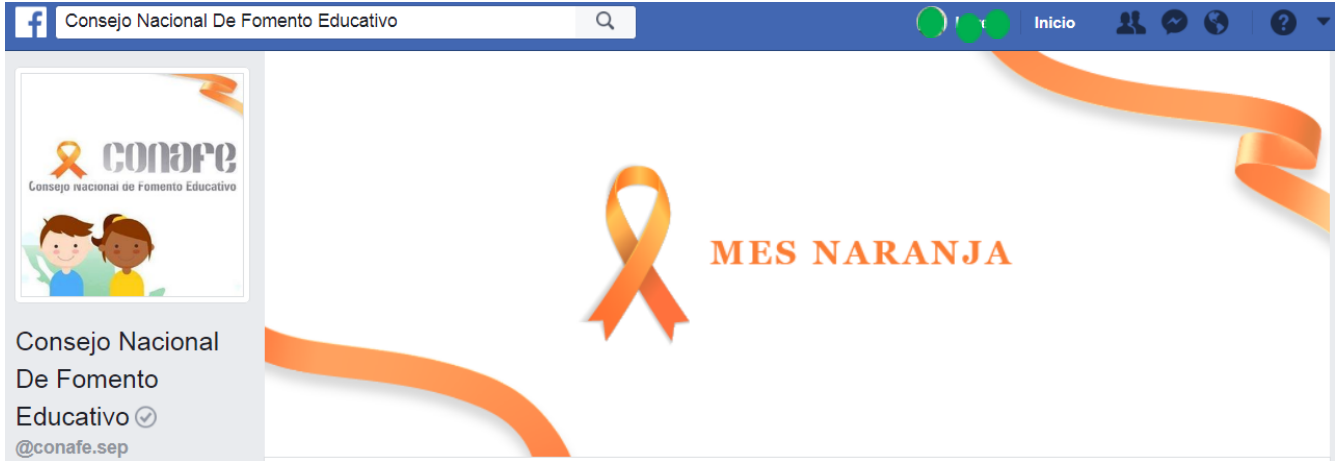 Consejo Nacional De Fomento Educativo
Inicio
conafe
Consejo Nacional de Fomento Educativo
MES NARANJA
Consejo Nacional
De Fomento
Educativo
@conafe.sep